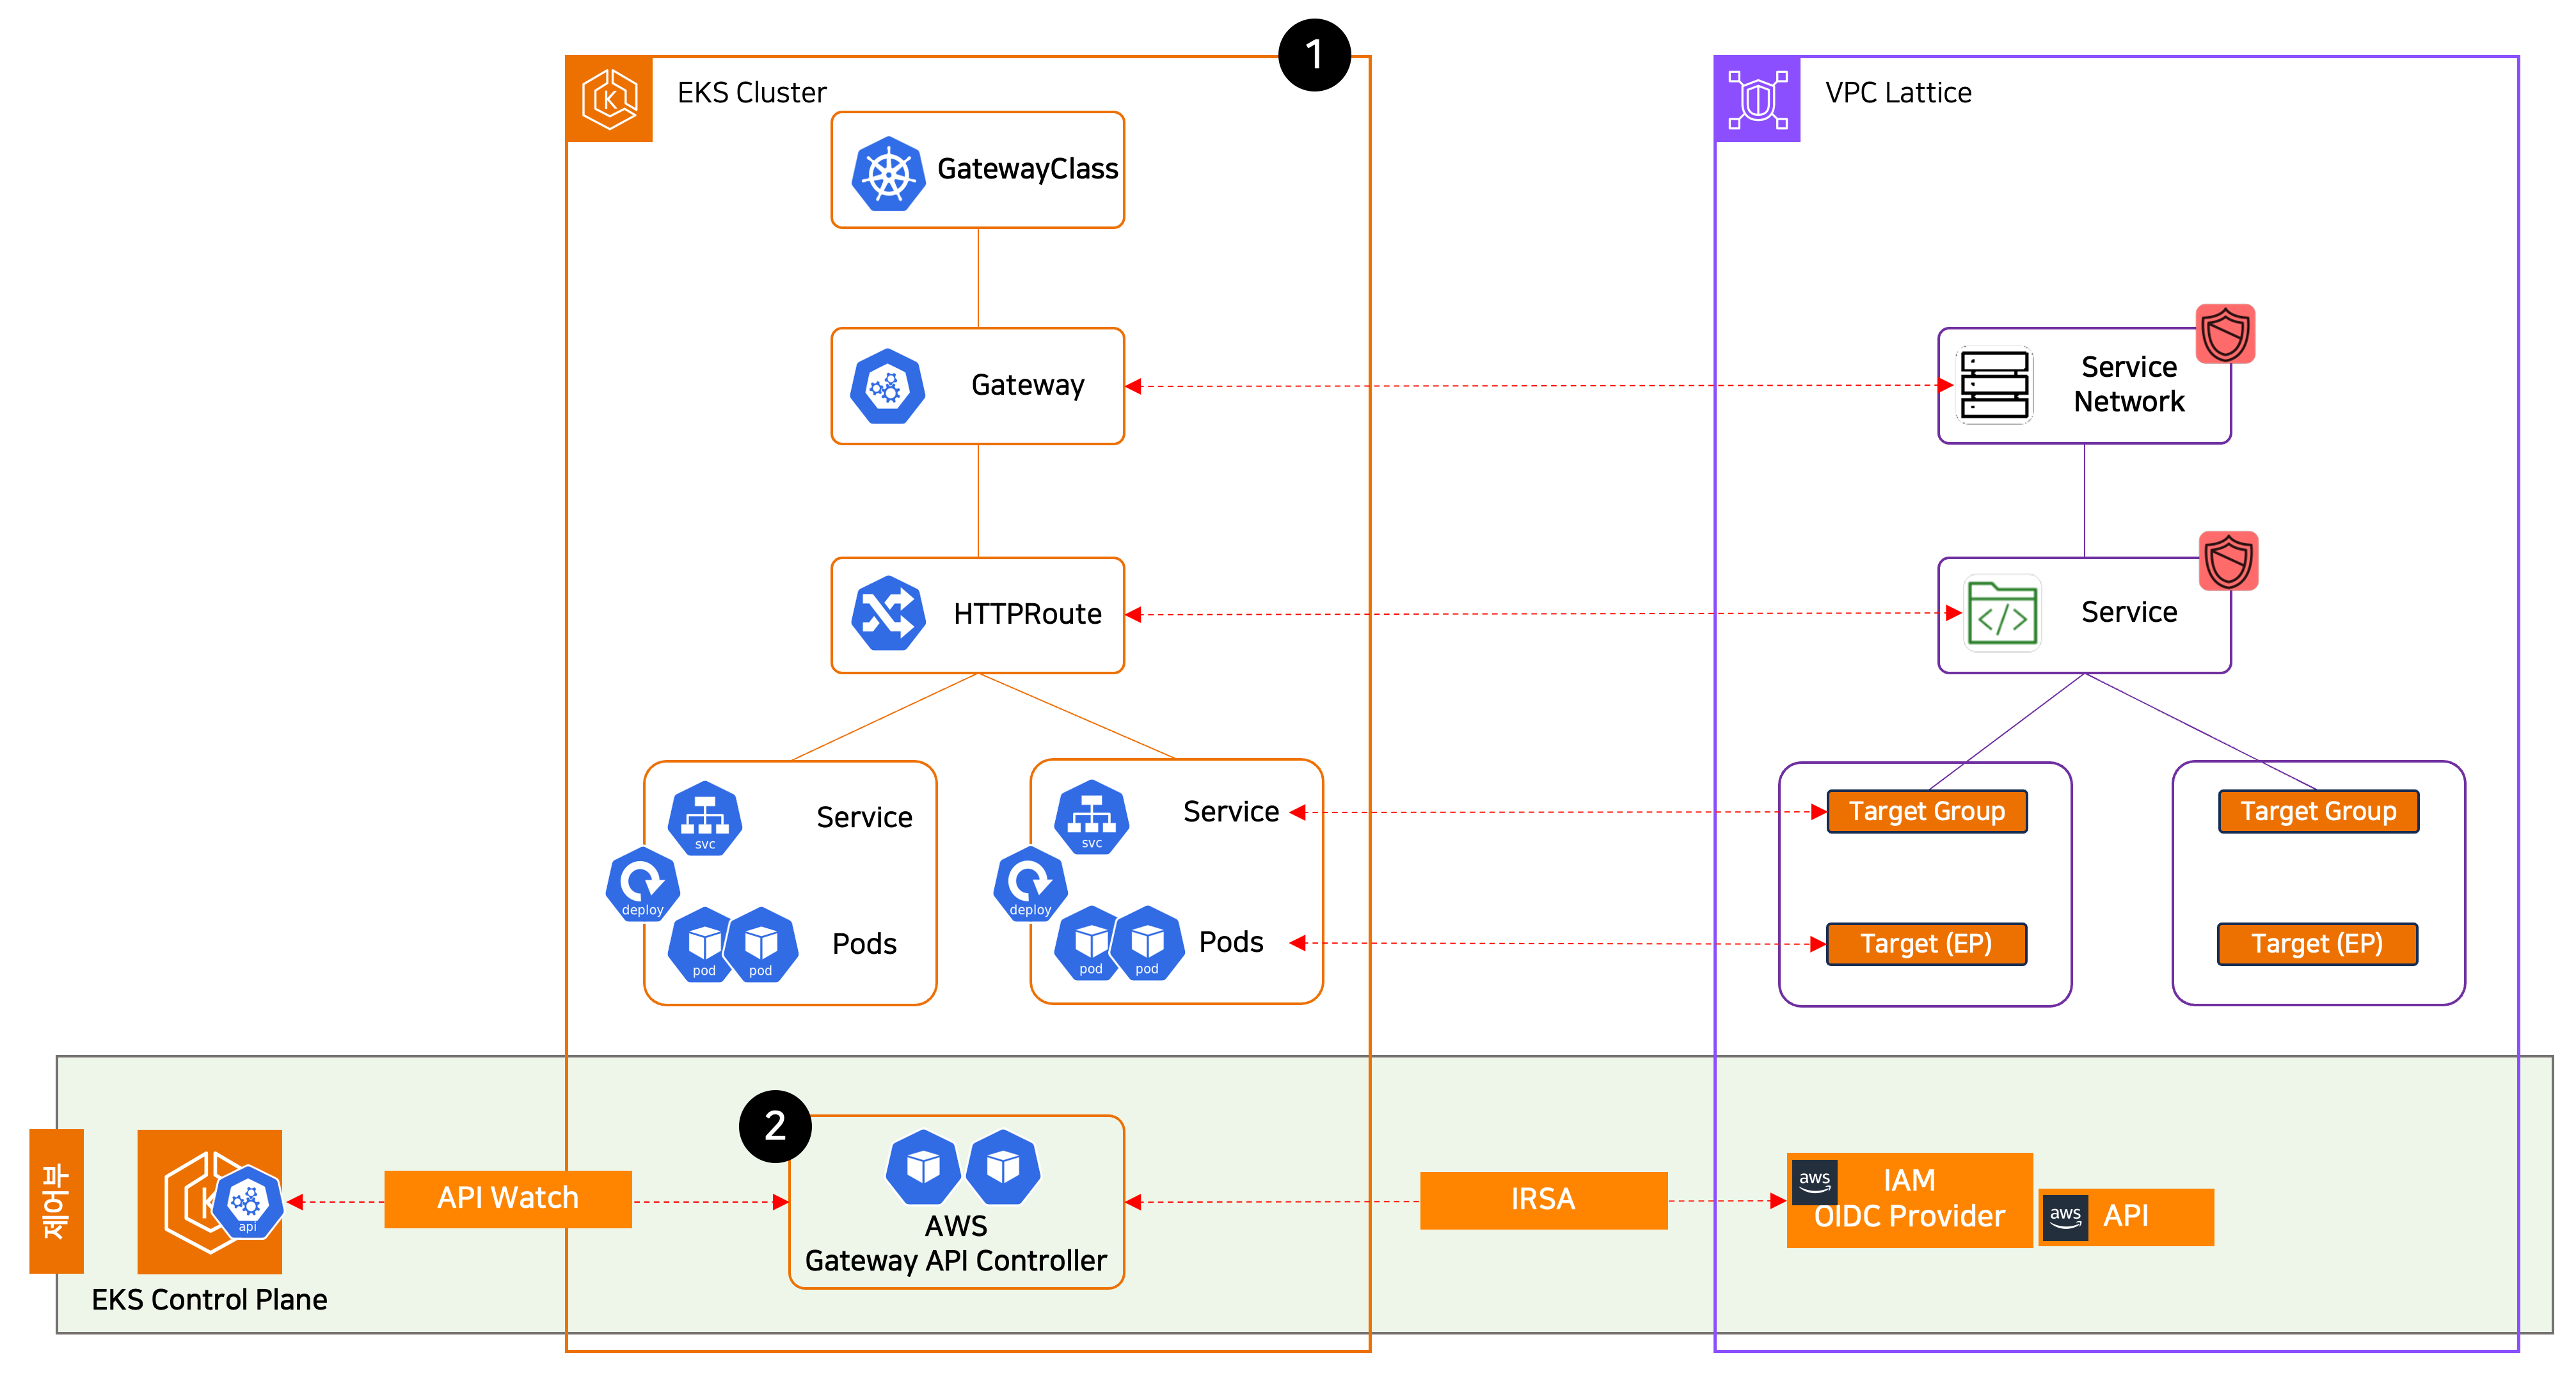 1
EKS Cluster
VPC Lattice
GatewayClass
Gateway
Service
Network
HTTPRoute
Service
Service
svc
deploy
Pods
pod
pod
Service
svc
deploy
Pods
pod
pod
Target Group
Target (EP)
Target Group
Target (EP)
제어부
api
EKS Control Plane
API Watch
2
AWS
Gateway API Controller
IRSA
aws
IAM
OIDC Provider
aws
API